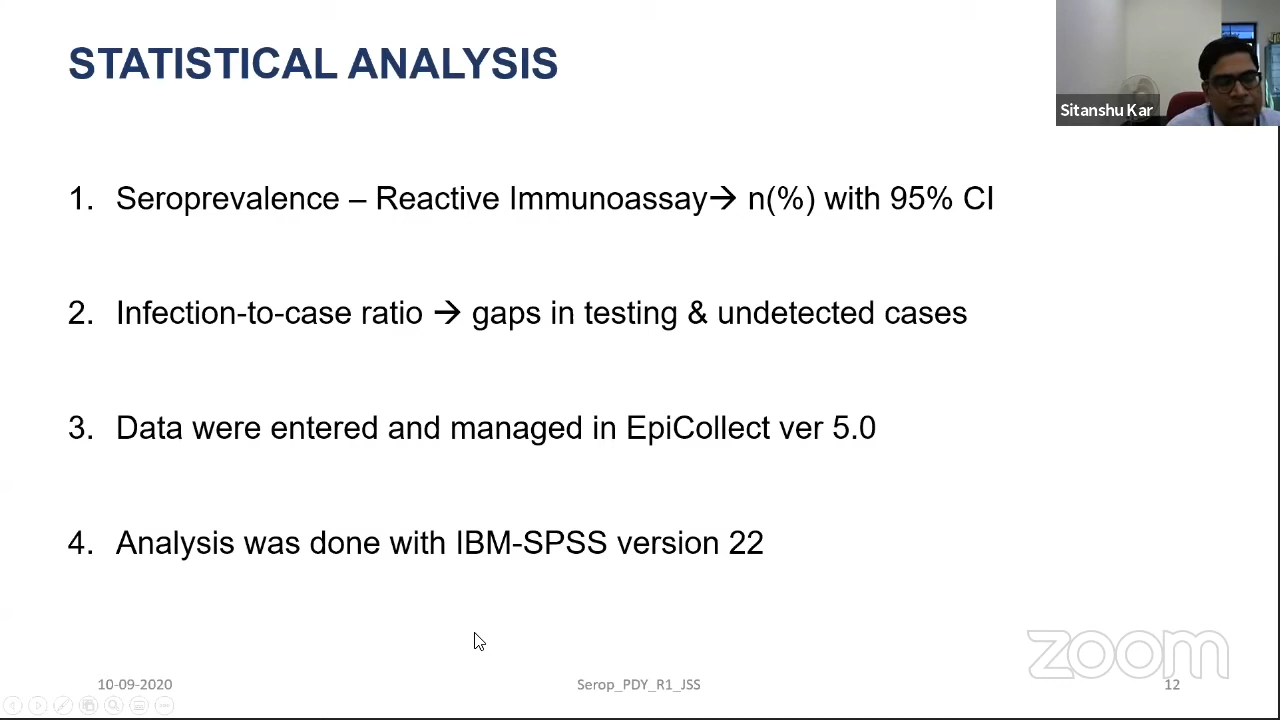 STATISTICAL ANALYSIS
Sitanshu Kar
1. Seroprevalence – Reactive Immunoassay→ n(%) with 95% CI
2. Infection-to-case ratio → gaps in testing & undetected cases
3. Data were entered and managed in EpiCollect ver 5.0
4. Analysis was done with IBM-SPSS version 22
zoom
10-09-2020 Serop_PDY_R1_JSS 12